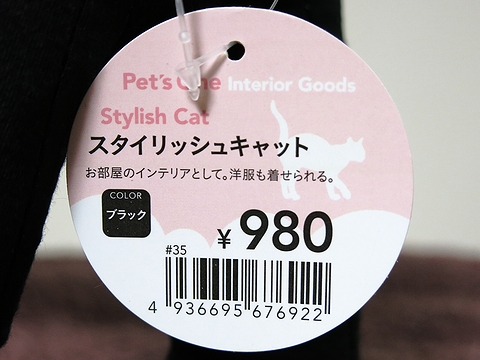 Pet's One Interior Goods
Stylish Cat
スタイリッシュキャット
お部屋のインテリアとして。洋服も着せられる。
COLOR
ブラック
¥980
#35
4 936695 676922